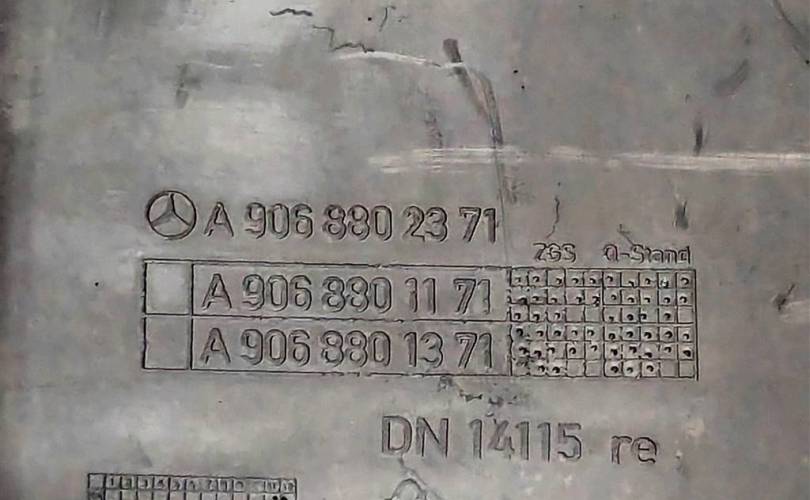 A 906 880 23 71
ZGS Q-Stand
A 906 880 11 71
A 906 880 13 71
DN 14115 re